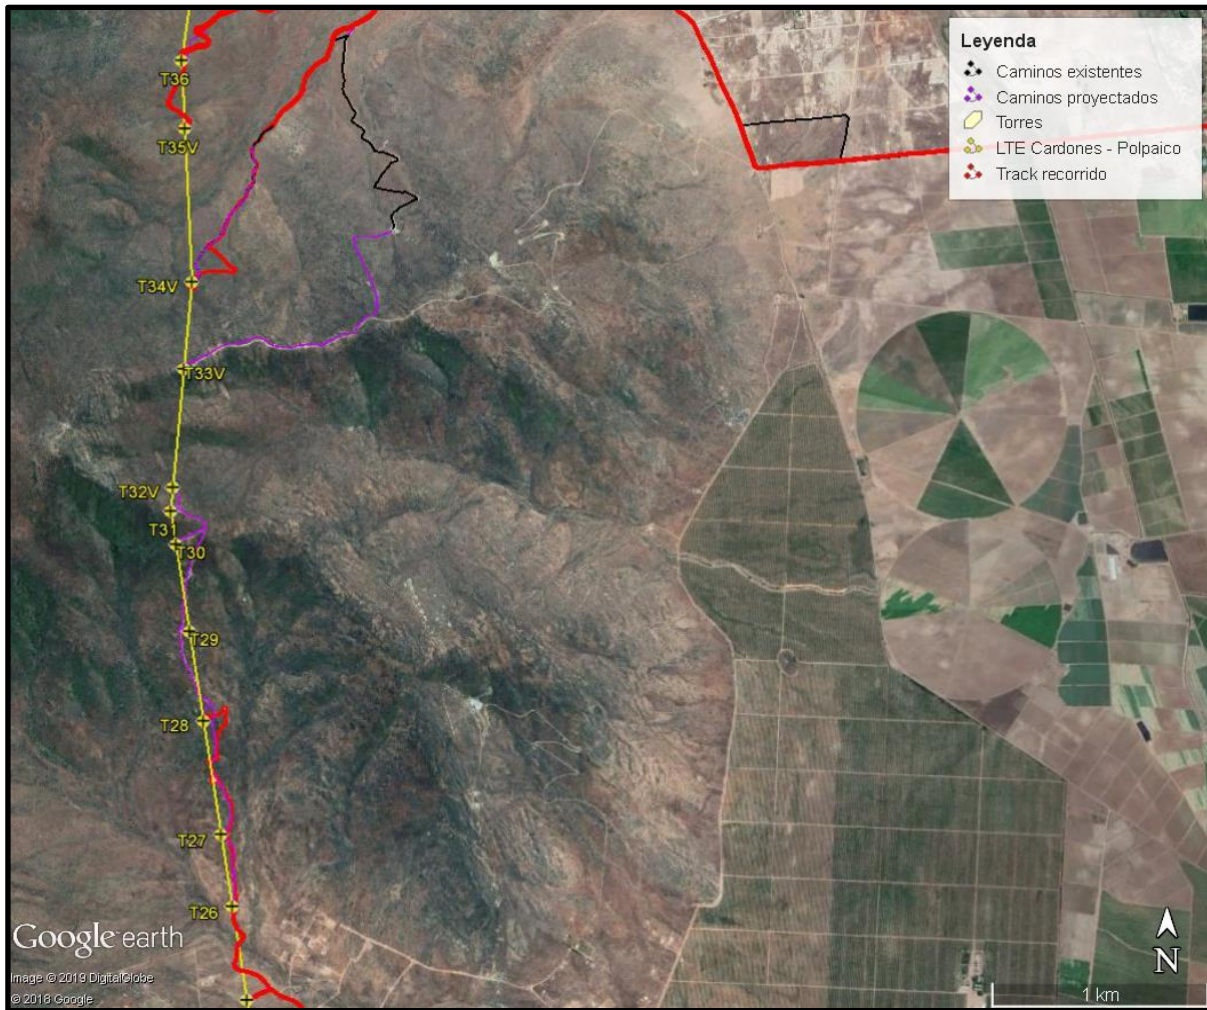 Leyenda
Caminos existentes
Caminos proyectados
Torres
LTE Cardones - Polpaico
Track recorrido
T36
T35V
T34V
T33V
T32V
T31
T30
T29
T28
T27
T26
Google earth
Image © 2019 DigitalGlobe
© 2018 Google
N
1 km